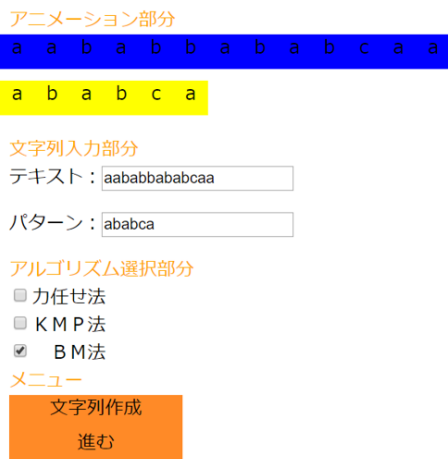 アニメーション部分
a a b a b b a b a b c a a
a b a b c a
文字列入力部分
テキスト：aababbababcaa
パターン：ababca
アルゴリズム選択部分
力任せ法
ＫＭＰ法
ＢＭ法
メニュー
文字列作成
進む